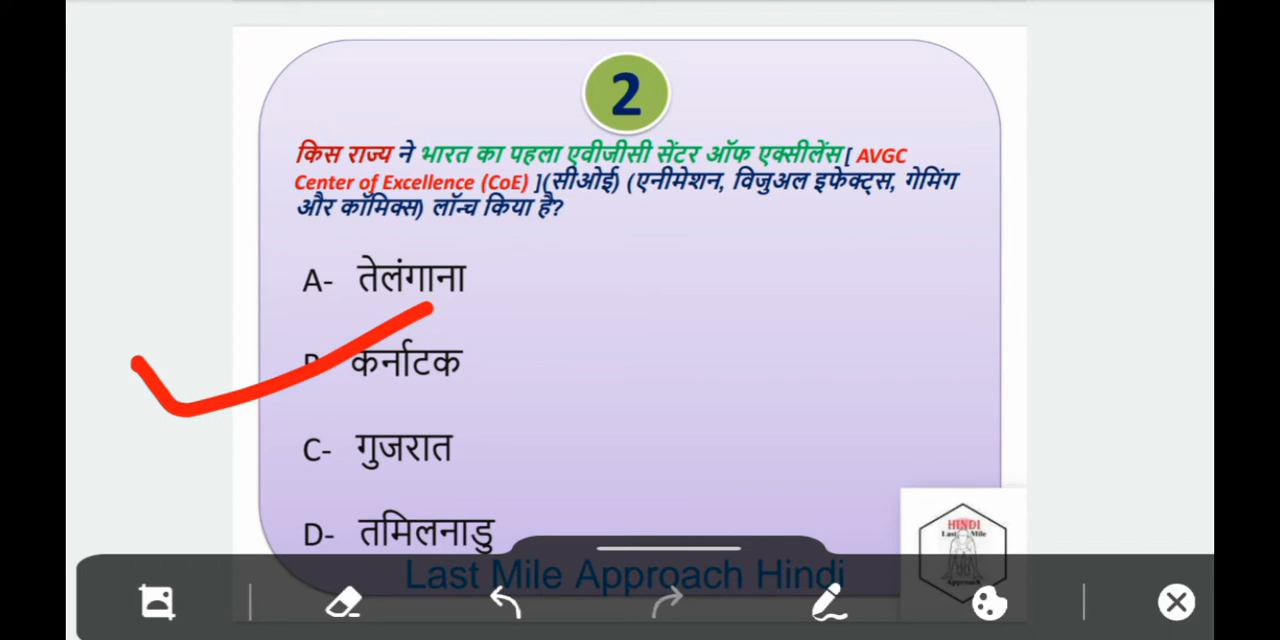 2
किस राज्य ने भारत का पहला एवीजीसी सेंटर ऑफ एक्सीलेंस[ AVGC
Center of Excellence (CoE) ](सीओई) (एनीमेशन, विजुअल इफेक्ट्स, गेमिंग
और कॉमिक्स) लॉन्च किया है?
A- तेलंगाना
B- कर्नाटक
C- गुजरात
D- तमिलनाडु
HINDI
Last Mile
Approach
Last Mile Approach Hindi